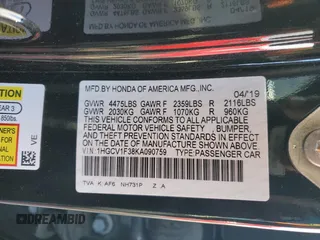 MFD. BY HONDA OF AMERICA MFG.,INC. 04/19
GVWR 4475LBS GAWR F 2359LBS R 2116LBS
GVWR 2030KG GAWR F 1070KG R 960KG
THIS VEHICLE CONFORMS TO ALL APPLICABLE
FEDERAL MOTOR VEHICLE SAFETY, BUMPER,
AND THEFT PREVENTION STANDARDS IN EFFECT
ON THE DATE OF MANUFACTURE SHOWN ABOVE.
V.I.N: 1HGCV1F38KA090759 TYPE:PASSENGER CAR
TVA K AF6 NH731P Z A
VE
850lbs.